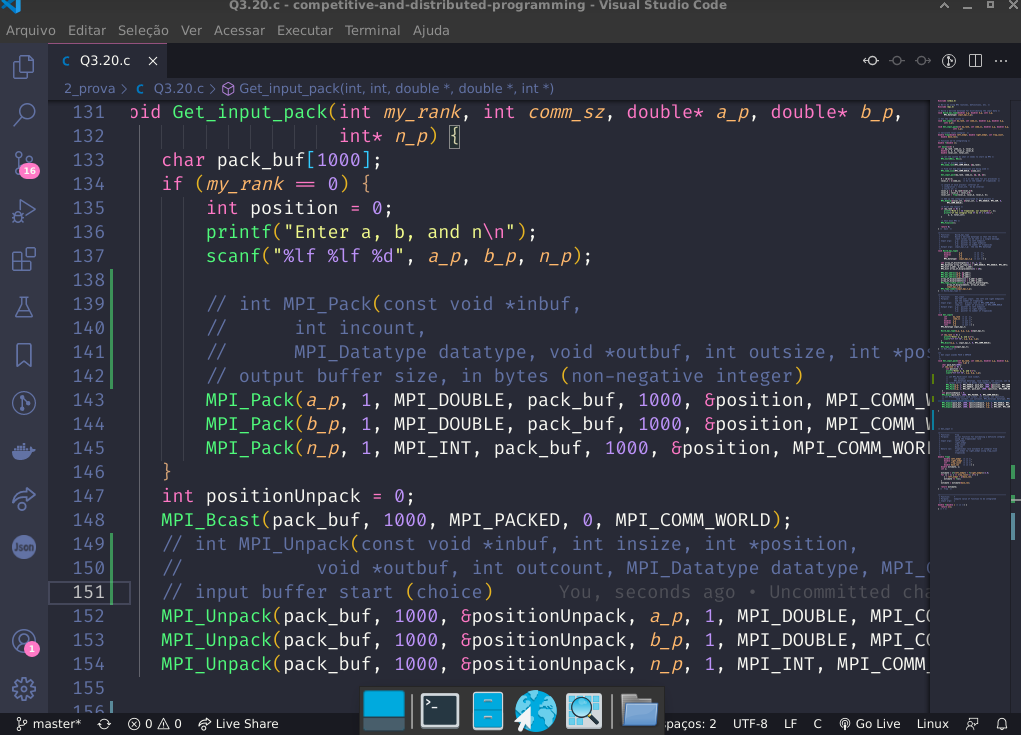 Q3.20.c - competitive-and-distributed-programming - Visual Studio Code
Arquivo Editar Seleção Ver Acessar Executar Terminal Ajuda
C Q3.20.c
2_prova > C Q3.20.c > Get_input_pack(int, int, double *, double *, int *)
131 oid Get_input_pack(int my_rank, int comm_sz, double* a_p, double* b_p,
132 int* n_p) {
133 char pack_buf[1000];
134 if (my_rank == 0) {
135 int position = 0;
136 printf("Enter a, b, and n\n");
137 scanf("%lf %lf %d", a_p, b_p, n_p);
138
139 // int MPI_Pack(const void *inbuf,
140 // int incount,
141 // MPI_Datatype datatype, void *outbuf, int outsize, int *pos
142 // output buffer size, in bytes (non-negative integer)
143 MPI_Pack(a_p, 1, MPI_DOUBLE, pack_buf, 1000, &position, MPI_COMM_W
144 MPI_Pack(b_p, 1, MPI_DOUBLE, pack_buf, 1000, &position, MPI_COMM_W
145 MPI_Pack(n_p, 1, MPI_INT, pack_buf, 1000, &position, MPI_COMM_WORL
146 }
147 int positionUnpack = 0;
148 MPI_Bcast(pack_buf, 1000, MPI_PACKED, 0, MPI_COMM_WORLD);
149 // int MPI_Unpack(const void *inbuf, int insize, int *position,
150 // void *outbuf, int outcount, MPI_Datatype datatype, MPI_C
151 // input buffer start (choice) You, seconds ago • Uncommitted cha
152 MPI_Unpack(pack_buf, 1000, &positionUnpack, a_p, 1, MPI_DOUBLE, MPI_CO
153 MPI_Unpack(pack_buf, 1000, &positionUnpack, b_p, 1, MPI_DOUBLE, MPI_CO
154 MPI_Unpack(pack_buf, 1000, &positionUnpack, n_p, 1, MPI_INT, MPI_COMM_
155
156
16
Json
1
master* 0 0 Live Share paços: 2 UTF-8 LF C Go Live Linux